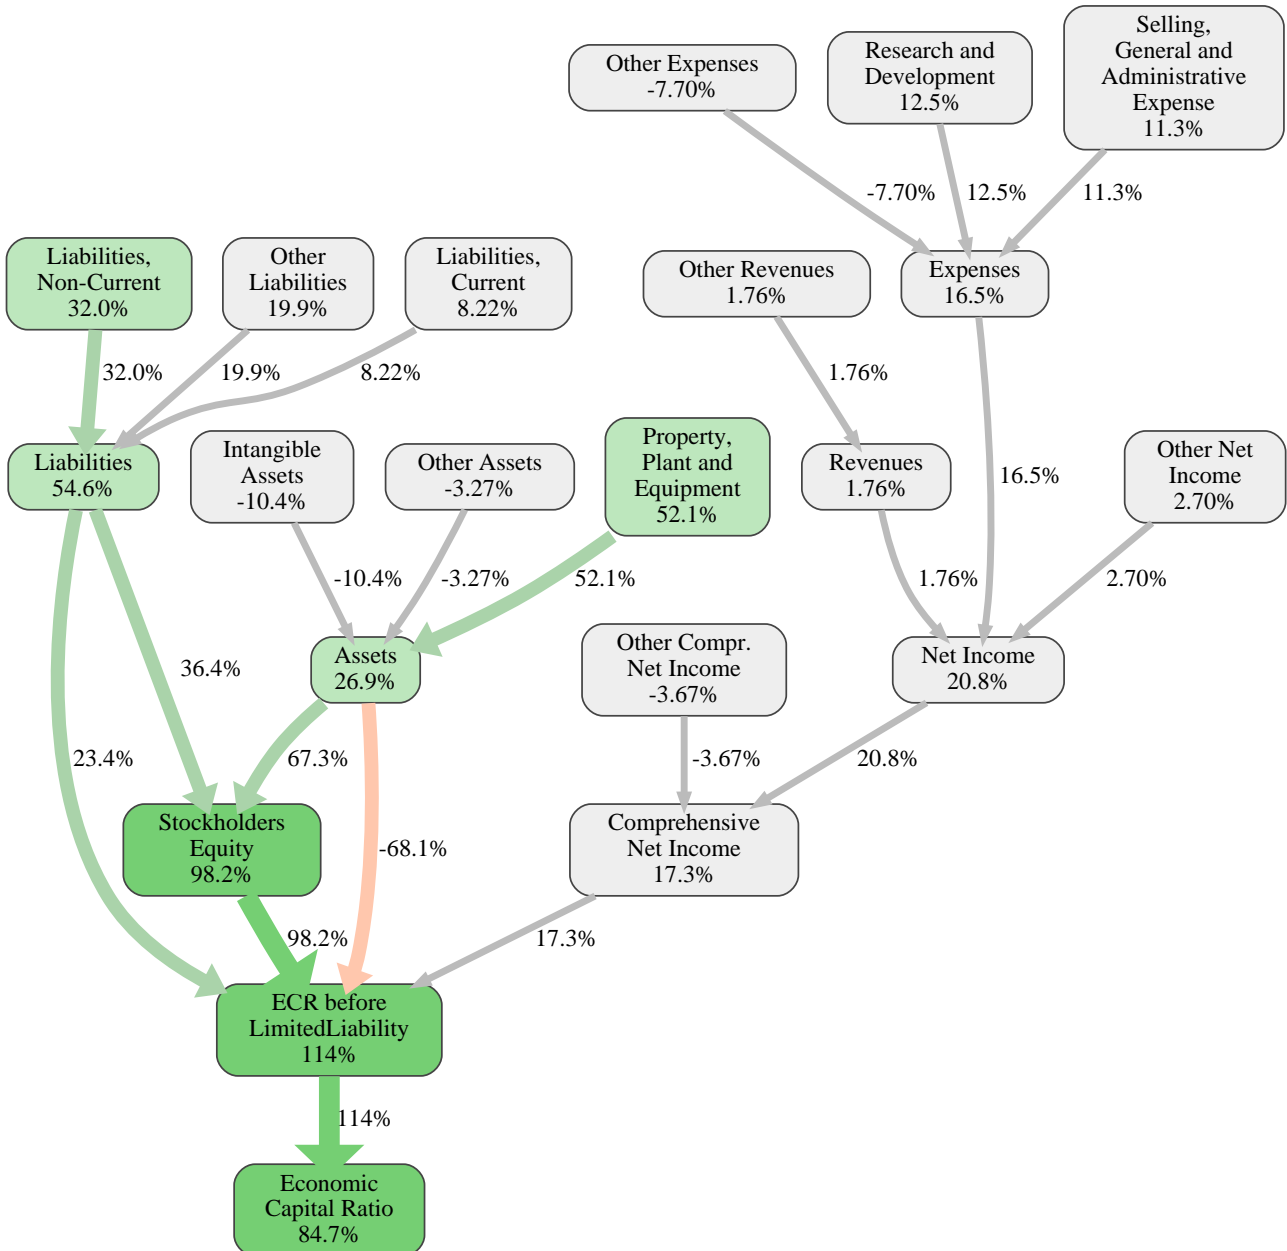 Other Expenses
-7.70%
Research and
Development
12.5%
Selling,
General and
Administrative
Expense
11.3%
-7.70%
12.5%
11.3%
Liabilities,
Non-Current
32.0%
Other
Liabilities
19.9%
Liabilities,
Current
8.22%
Other Revenues
1.76%
Expenses
16.5%
32.0%
19.9%
8.22%
1.76%
Liabilities
54.6%
Intangible
Assets
-10.4%
Other Assets
-3.27%
Property,
Plant and
Equipment
52.1%
Revenues
1.76%
16.5%
Other Net
Income
2.70%
-10.4%
-3.27%
52.1%
1.76%
2.70%
36.4%
Assets
26.9%
Other Compr.
Net Income
-3.67%
Net Income
20.8%
23.4%
67.3%
-3.67%
20.8%
Stockholders
Equity
98.2%
-68.1%
Comprehensive
Net Income
17.3%
98.2%
17.3%
ECR before
LimitedLiability
114%
114%
Economic
Capital Ratio
84.7%